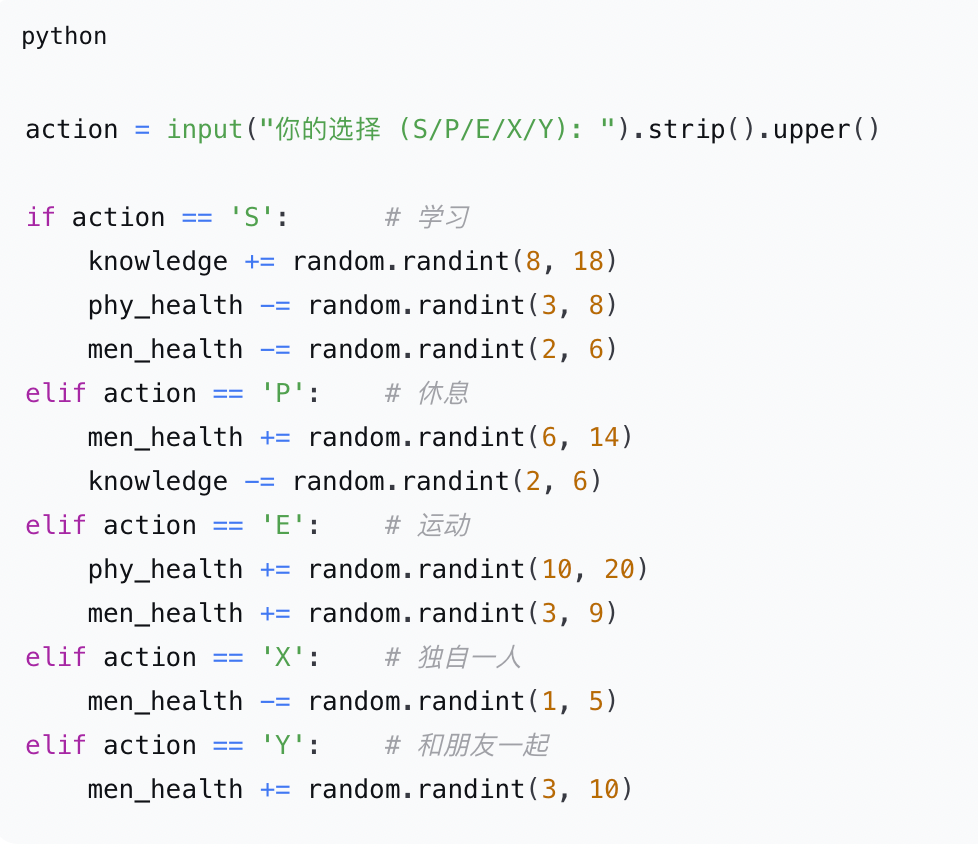 python
action = input("你的选择 (S/P/E/X/Y): ").strip().upper()
if action == 'S':      # 学习
    knowledge += random.randint(8, 18)
    phy_health -= random.randint(3, 8)
    men_health -= random.randint(2, 6)
elif action == 'P':    # 休息
    men_health += random.randint(6, 14)
    knowledge -= random.randint(2, 6)
elif action == 'E':    # 运动
    phy_health += random.randint(10, 20)
    men_health += random.randint(3, 9)
elif action == 'X':    # 独自一人
    men_health -= random.randint(1, 5)
elif action == 'Y':    # 和朋友一起
    men_health += random.randint(3, 10)